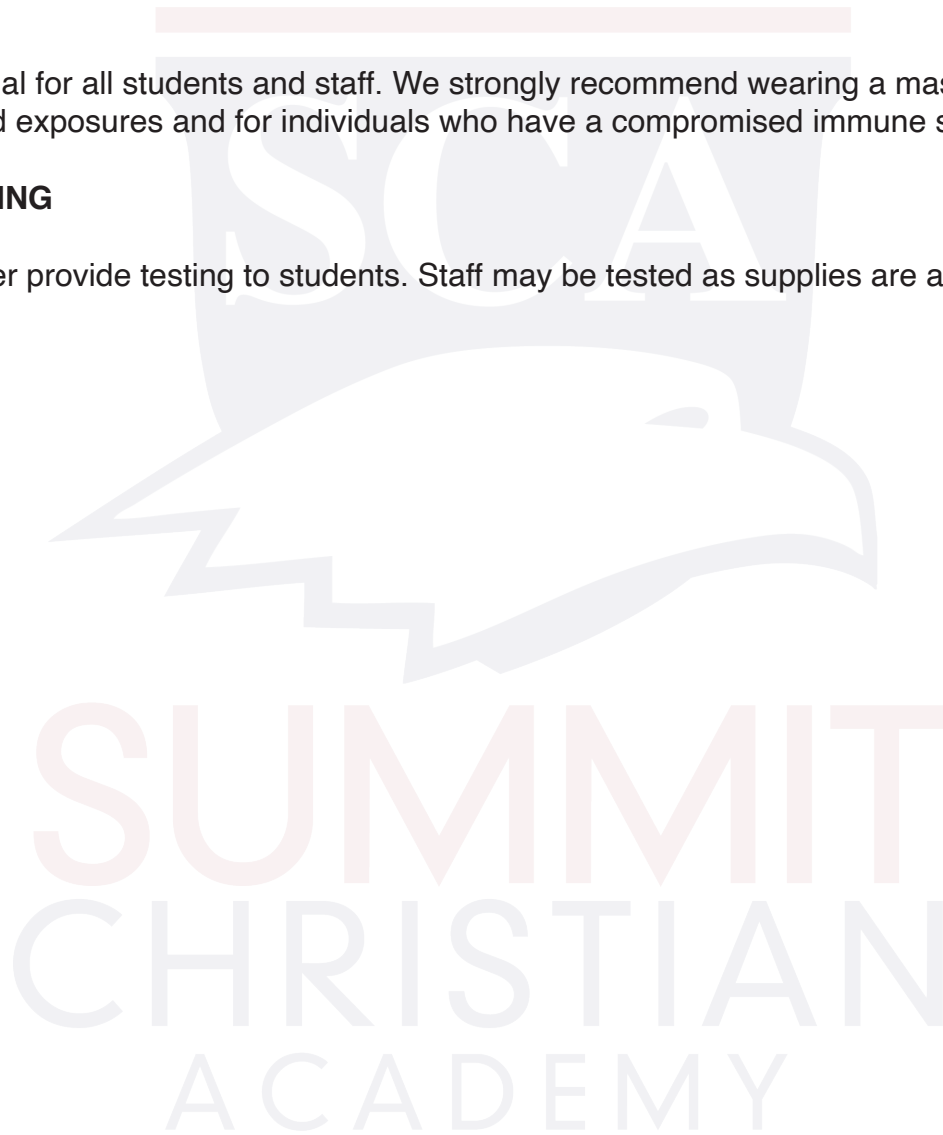 al for all students and staff. We strongly recommend wearing a mas
d exposures and for individuals who have a compromised immune s
ING
er provide testing to students. Staff may be tested as supplies are a
SCA
SUMMIT
CHRISTIAN
ACADEMY